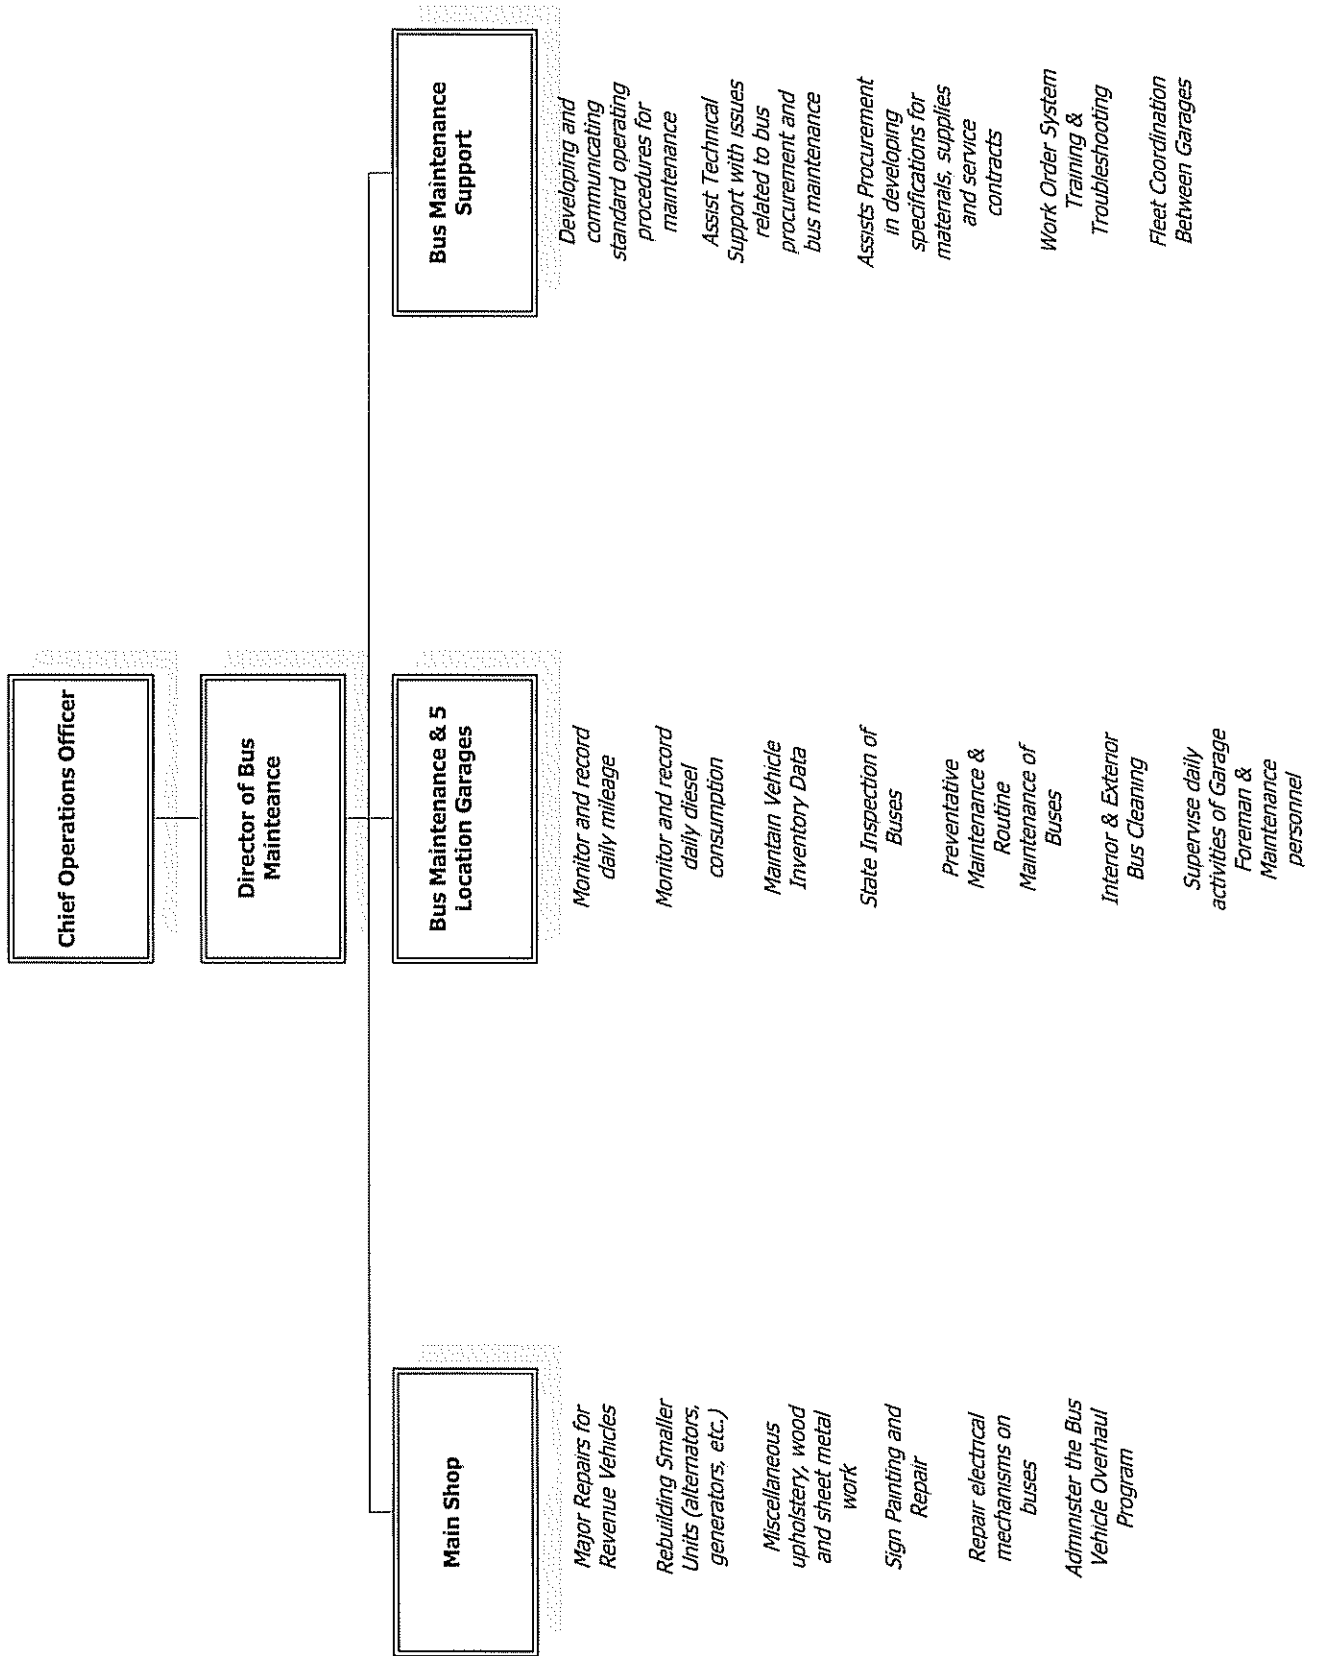 Chief Operations Officer
Director of Bus
Mainteance
Main Shop
Major Repairs for
Revenue Vehicles
Rebuilding Smaller
Units (alternators,
generators, etc.)
Miscellaneous
upholstery, wood
and sheet metal
work
Sign Painting and
Repair
Repair electrical
mechanisms on
buses
Administer the Bus
Vehicle Overhaul
Program
Bus Maintenance & 5
Location Garages
Monitor and record
daily mileage
Monitor and record
daily diesel
consumption
Maintan Vehicle
Inventory Data
State Inspection of
Buses
Preventative
Maintenance &
Routine
Maintenance of
Buses
Interior & Exterior
Bus Cleaning
Supervise daily
activities of Garage
Foreman &
Maintenance
personnel
Bus Maintenance
Support
Developing and
communicating
standard operating
procedures for
maintenance
Assist Technical
Support with issues
related to bus
procurement and
bus maintenance
Assists Procurement
in developing
specifications for
materials, supplies
and service
contracts
Work Order System
Training &
Troubleshooting
Fleet Coordination
Between Garages